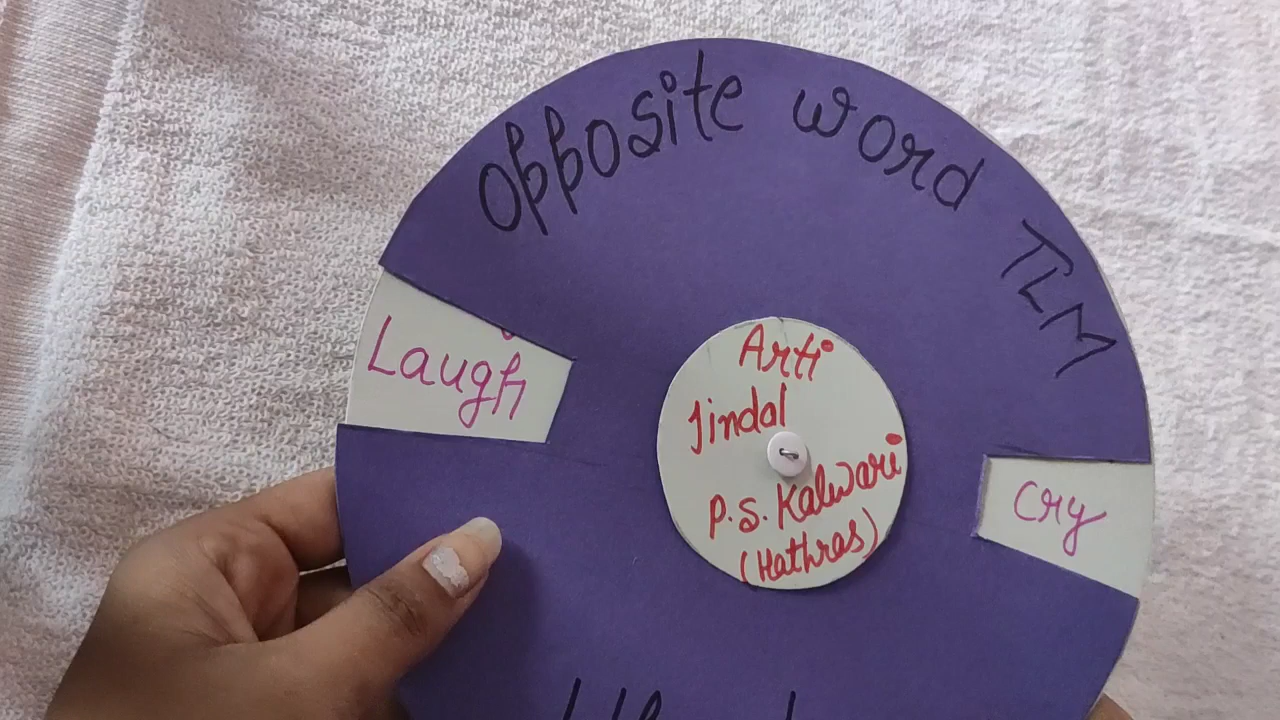 Opposite word TLM
Laugh
Arti
Jindal
P.S. Kalwari
(Hathras)
Cry